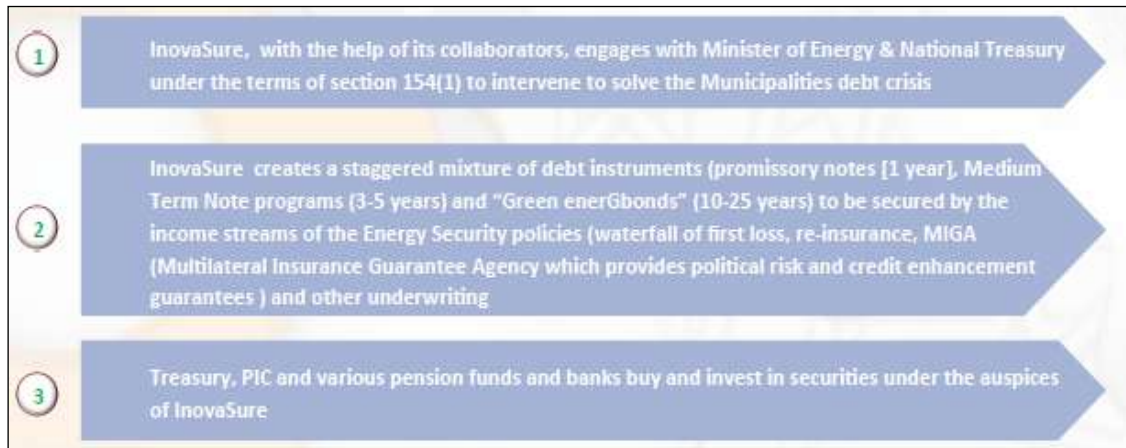 1
InovaSure, with the help of its collaborators, engages with Minister of Energy & National Treasury
under the terms of section 154(1) to intervene to solve the Municipalities debt crisis
2
InovaSure creates a staggered mixture of debt instruments (promissory notes [1 year], Medium
Term Note programs (3-5 years) and “Green enerGbonds” (10-25 years) to be secured by the
income streams of the Energy Security policies (waterfall of first loss, re-insurance, MIGA
(Multilateral Insurance Guarantee Agency which provides political risk and credit enhancement
guarantees ) and other underwriting
3
Treasury, PIC and various pension funds and banks buy and invest in securities under the auspices
of InovaSure